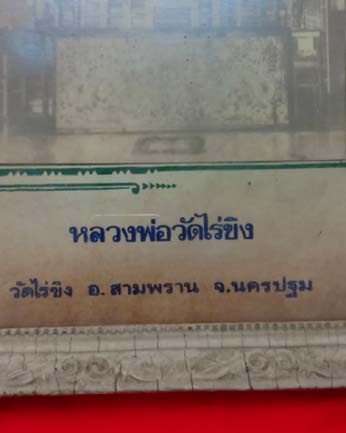 หลวงพ่อวัดไร่ขิง
วัดไร่ขิง อ.สามพราน จ.นครปฐม